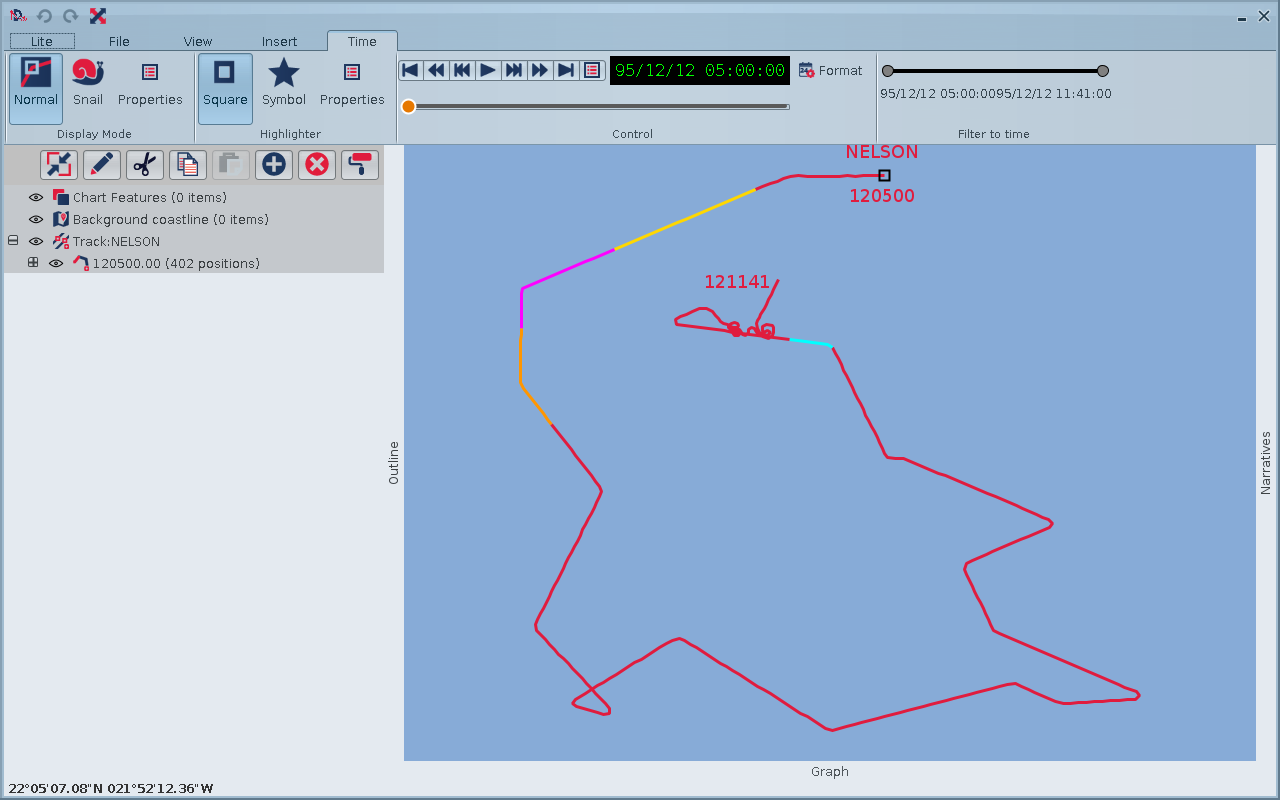 Lite File View Insert Time
Normal Snail Properties Square Symbol Properties
95/12/12 05:00:00 Format
95/12/12 05:00:0095/12/12 11:41:00
Display Mode Highlighter Control Filter to time
Chart Features (0 items)
Background coastline (0 items)
Track:NELSON
120500.00 (402 positions)
Outline
NELSON
120500
121141
Narratives
Graph
22°05'07.08"N 021°52'12.36"W